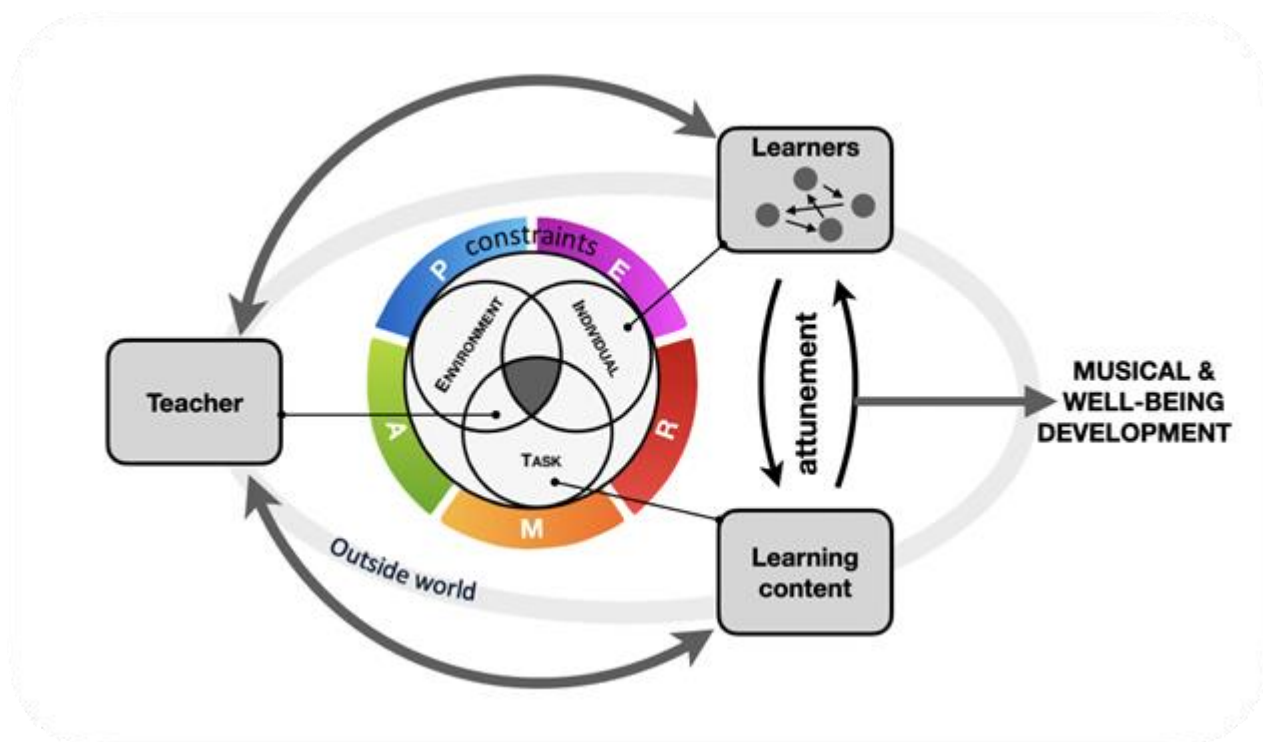 Learners
constraints
P
E
R
M
A
ENVIRONMENT
INDIVIDUAL
TASK
Teacher
attunement
MUSICAL &
WELL-BEING
DEVELOPMENT
Learning
content
Outside world